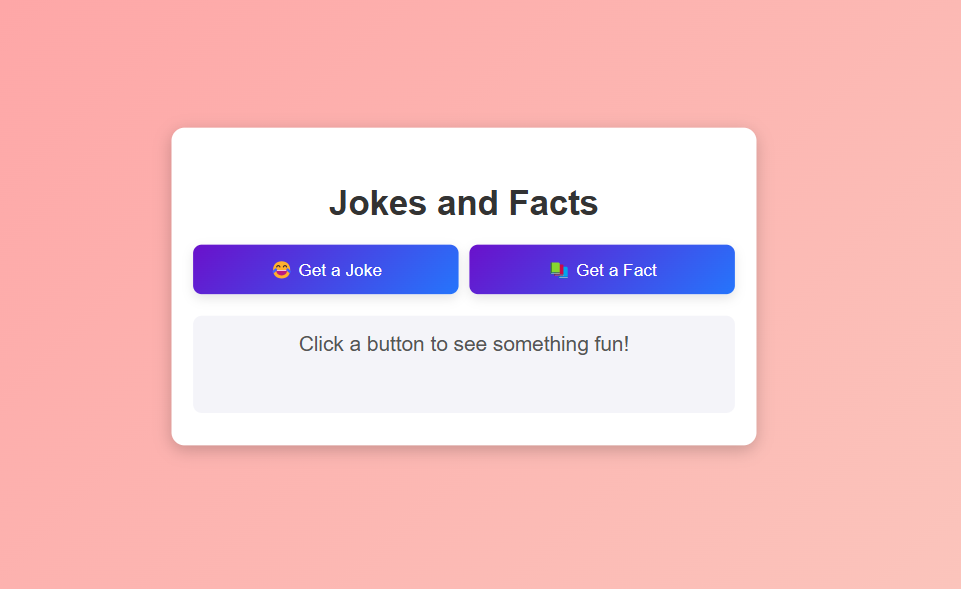 Jokes and Facts
😂 Get a Joke
📚 Get a Fact
Click a button to see something fun!